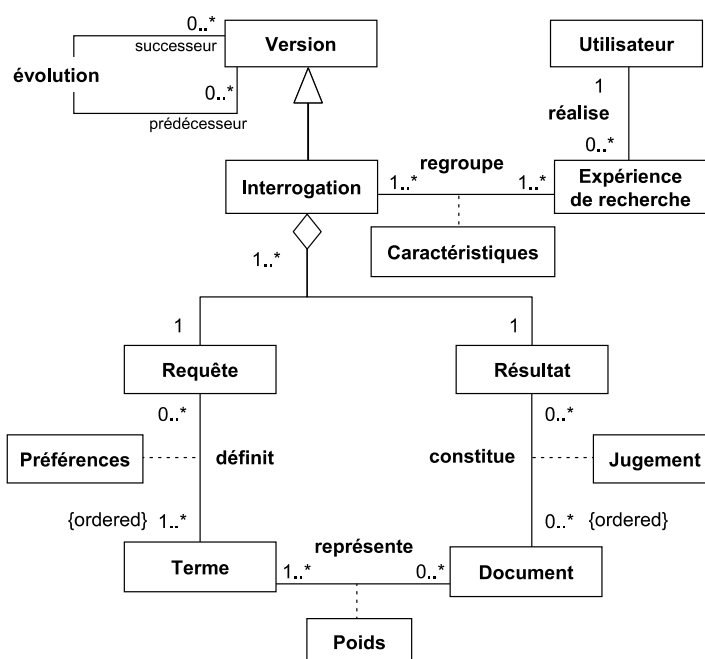 0..*
Version
Utilisateur
successeur
évolution
0..*
prédécesseur
1
réalise
0..*
regroupe
Interrogation
1..*
1..*
Expérience
de recherche
Caractéristiques
1..*
1
1
Requête
Résultat
0..*
0..*
Préférences
définit
constitue
Jugement
{ordered}
1..*
0..*
{ordered}
représente
Terme
1..*
0..*
Document
Poids